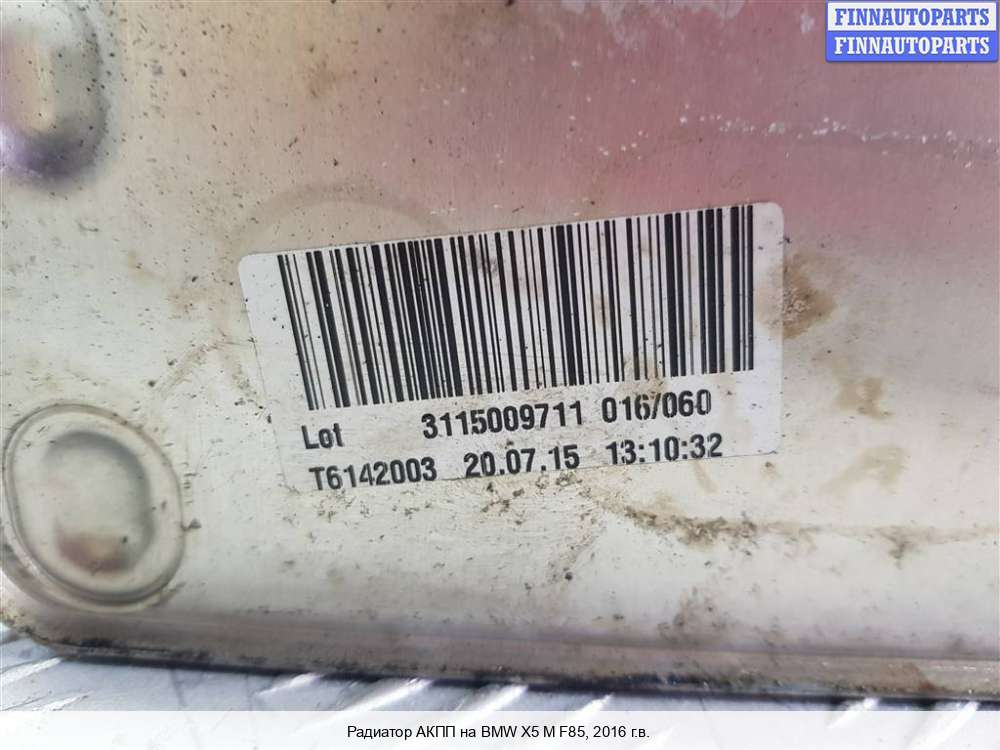 FINNAUTOPARTS
FINNAUTOPARTS
Lot 3115009711 016/060
T6142003 20.07.15 13:10:32
Радиатор АКПП на BMW X5 M F85, 2016 г.в.